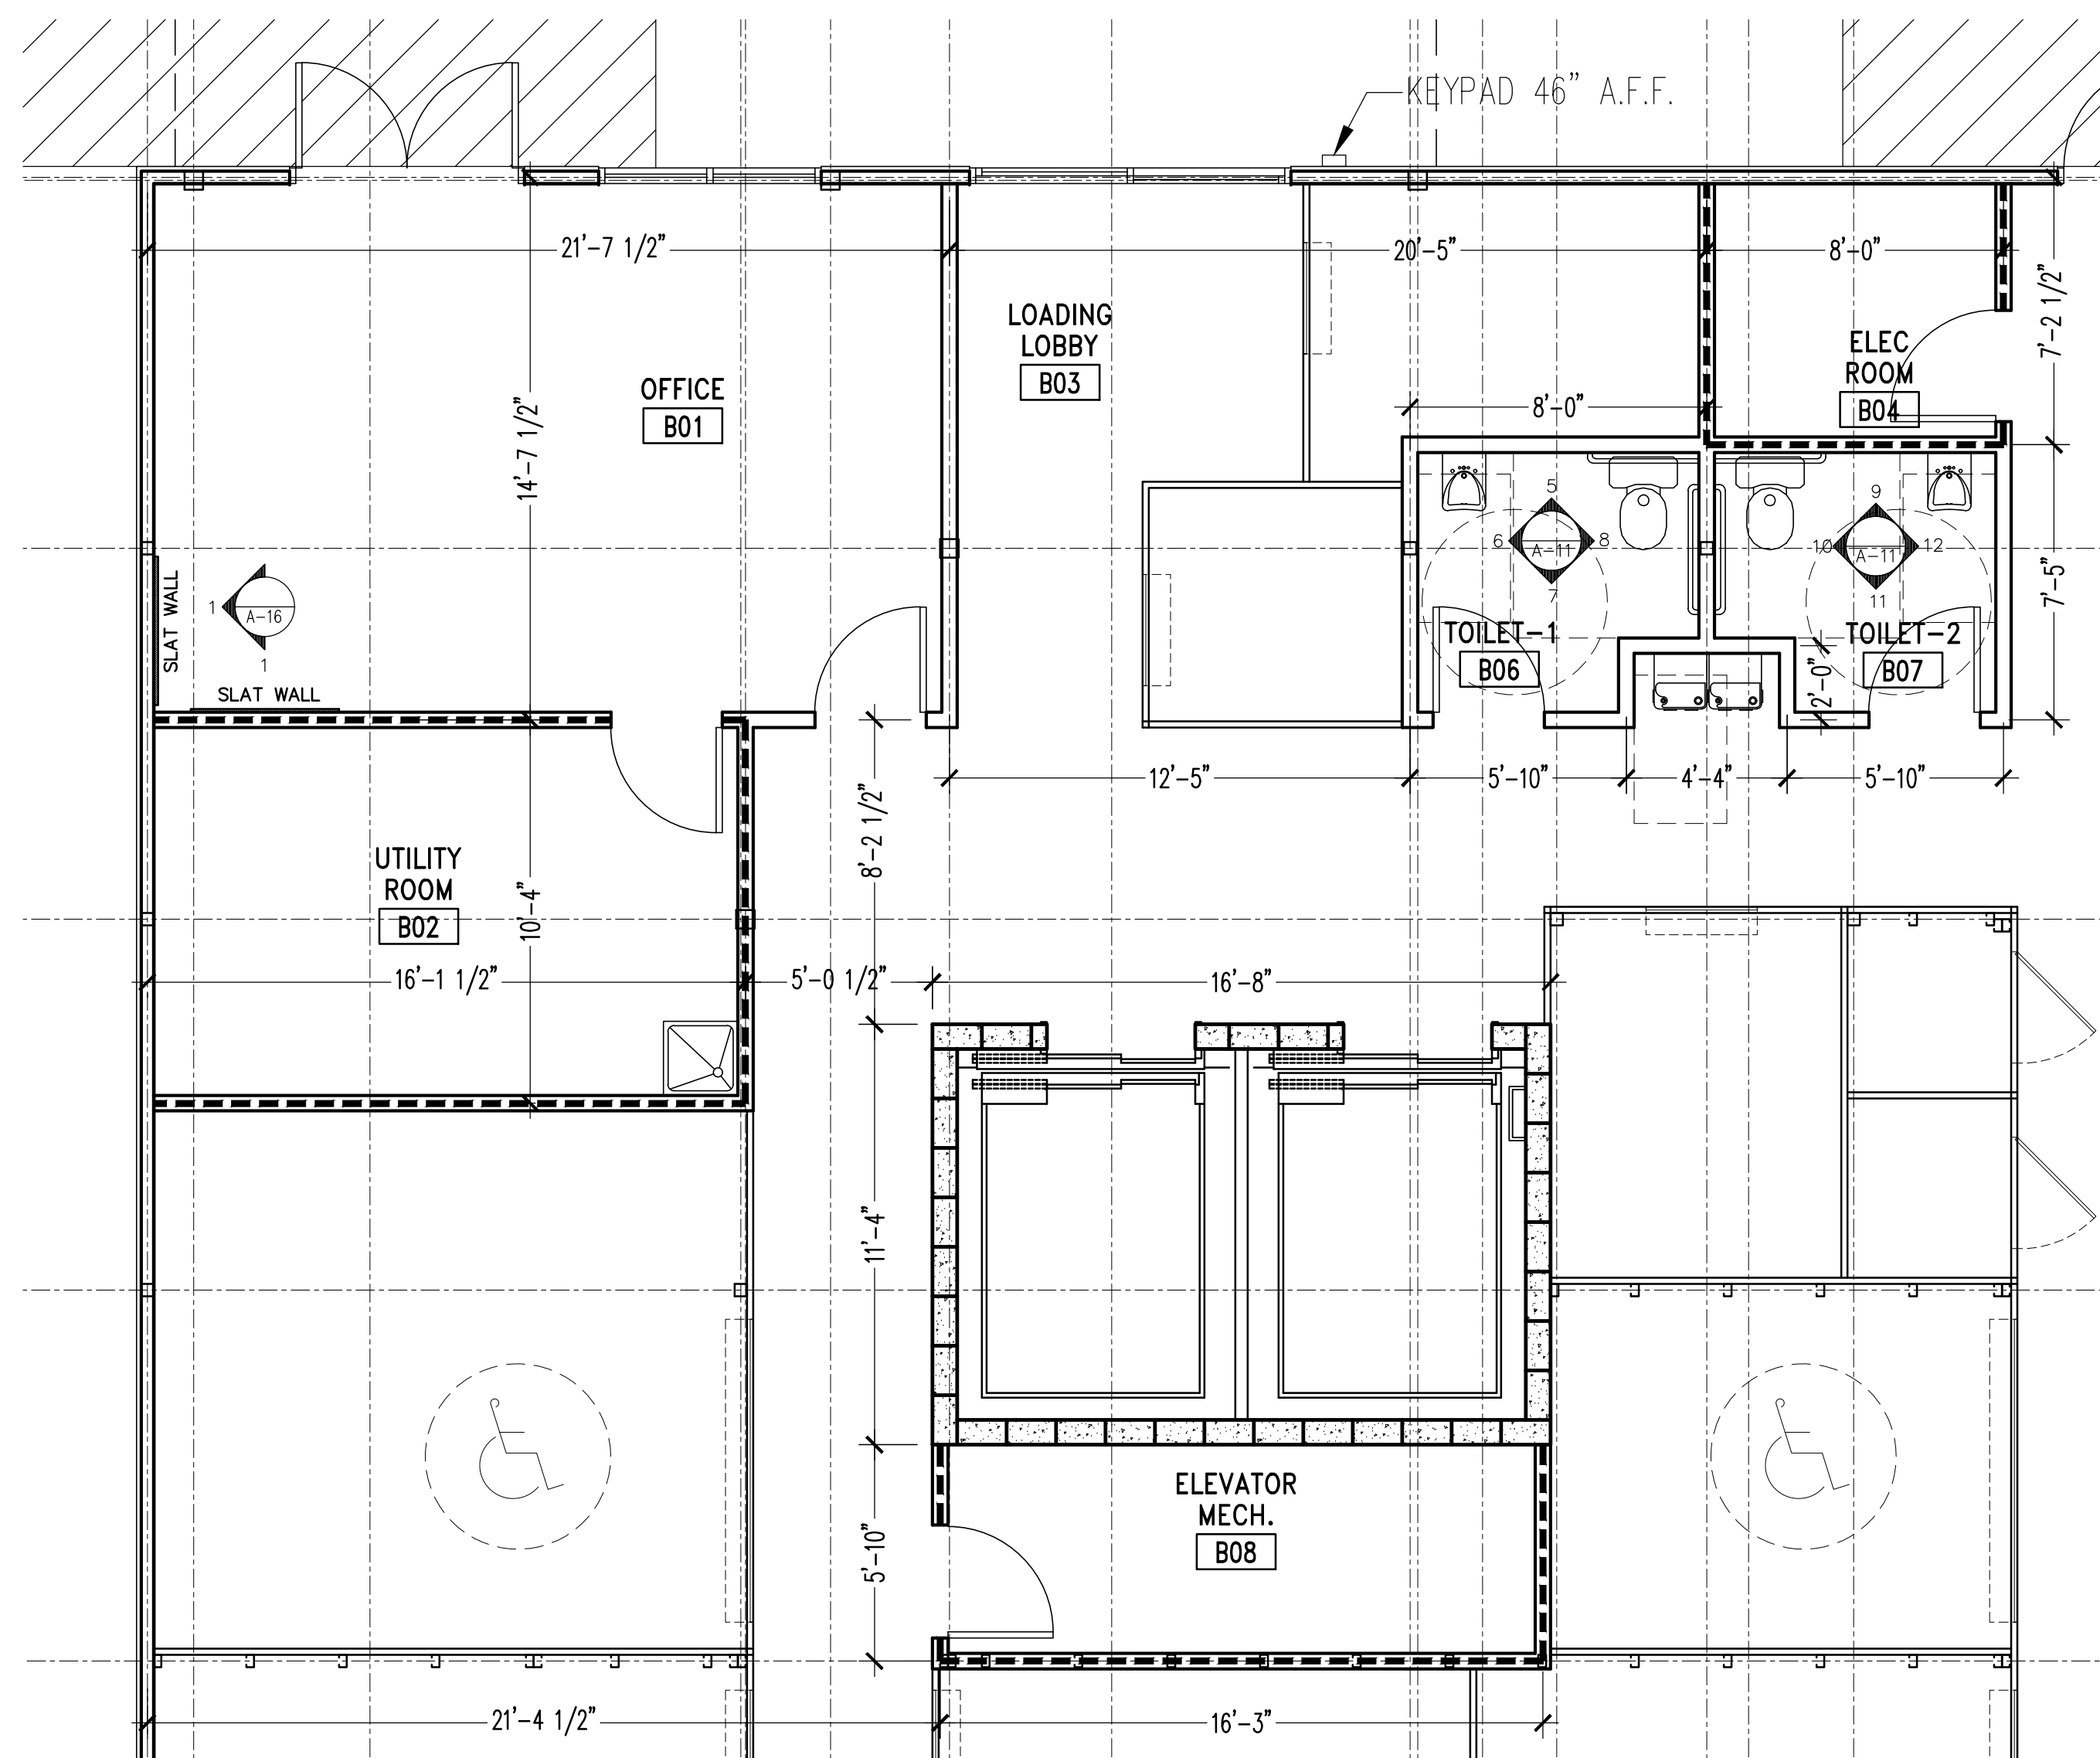 KEYPAD 46” A.F.F.
21’-7 1/2”
20’-5”
8’-0”
7’-2 1/2”
LOADING
LOBBY
B03
ELEC
ROOM
B04
OFFICE
B01
14’-7 1/2”
8’-0”
5
6
A-11
8
7
9
10
A-11
12
11
7’-5”
SLAT WALL
1
A-16
1
SLAT WALL
TOILET-1
B06
TOILET-2
B07
2’-0”
12’-5”
5’-10”
4’-4”
5’-10”
8’-2 1/2”
UTILITY
ROOM
B02
10’-4”
16’-1 1/2”
5’-0 1/2”
16’-8”
11’-4”
ELEVATOR
MECH.
B08
5’-10”
21’-4 1/2”
16’-3”